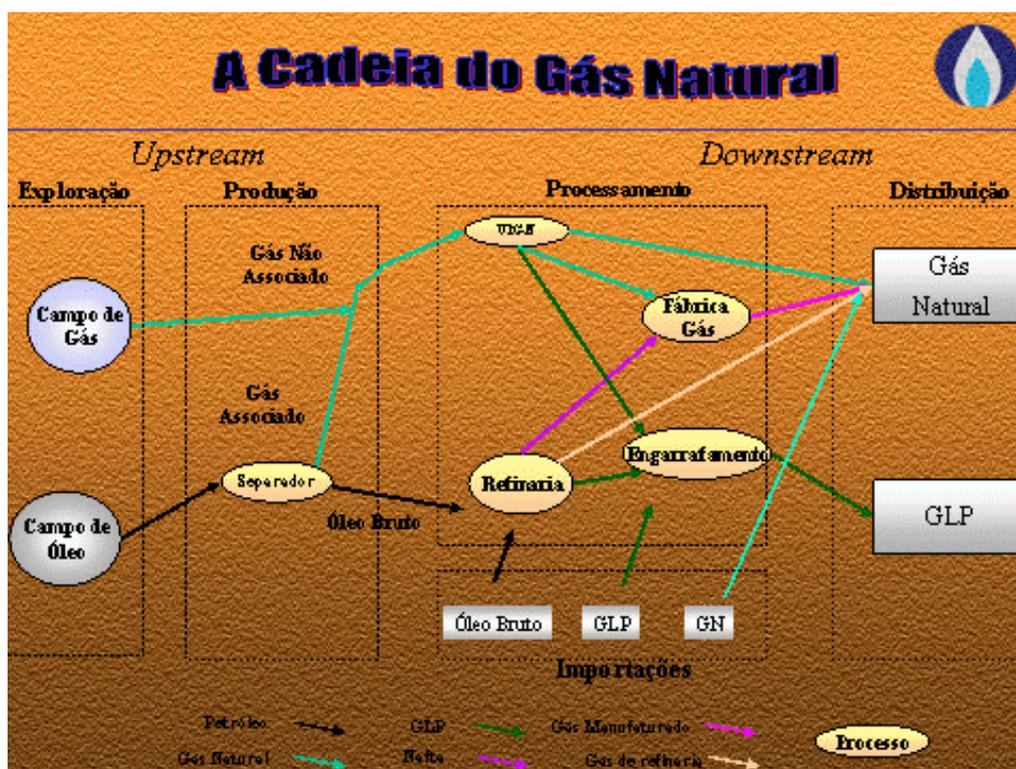 A Cadeia do Gás Natural
Upstream
Downstream
Exploração
Produção
Processamento
Distribuição
Gás Não
Associado
Gás
Natural
Campo de
Gás
Fábrica
Gás
Gás
Associado
Separador
Refinaria
Engarrafamento
Óleo Bruto
Campo de
Óleo
GLP
Óleo Bruto
GLP
GN
Importações
Petróleo
GLP
Gás Manufaturado
Gás Natural
Nafta
Gás de refinaria
Processo